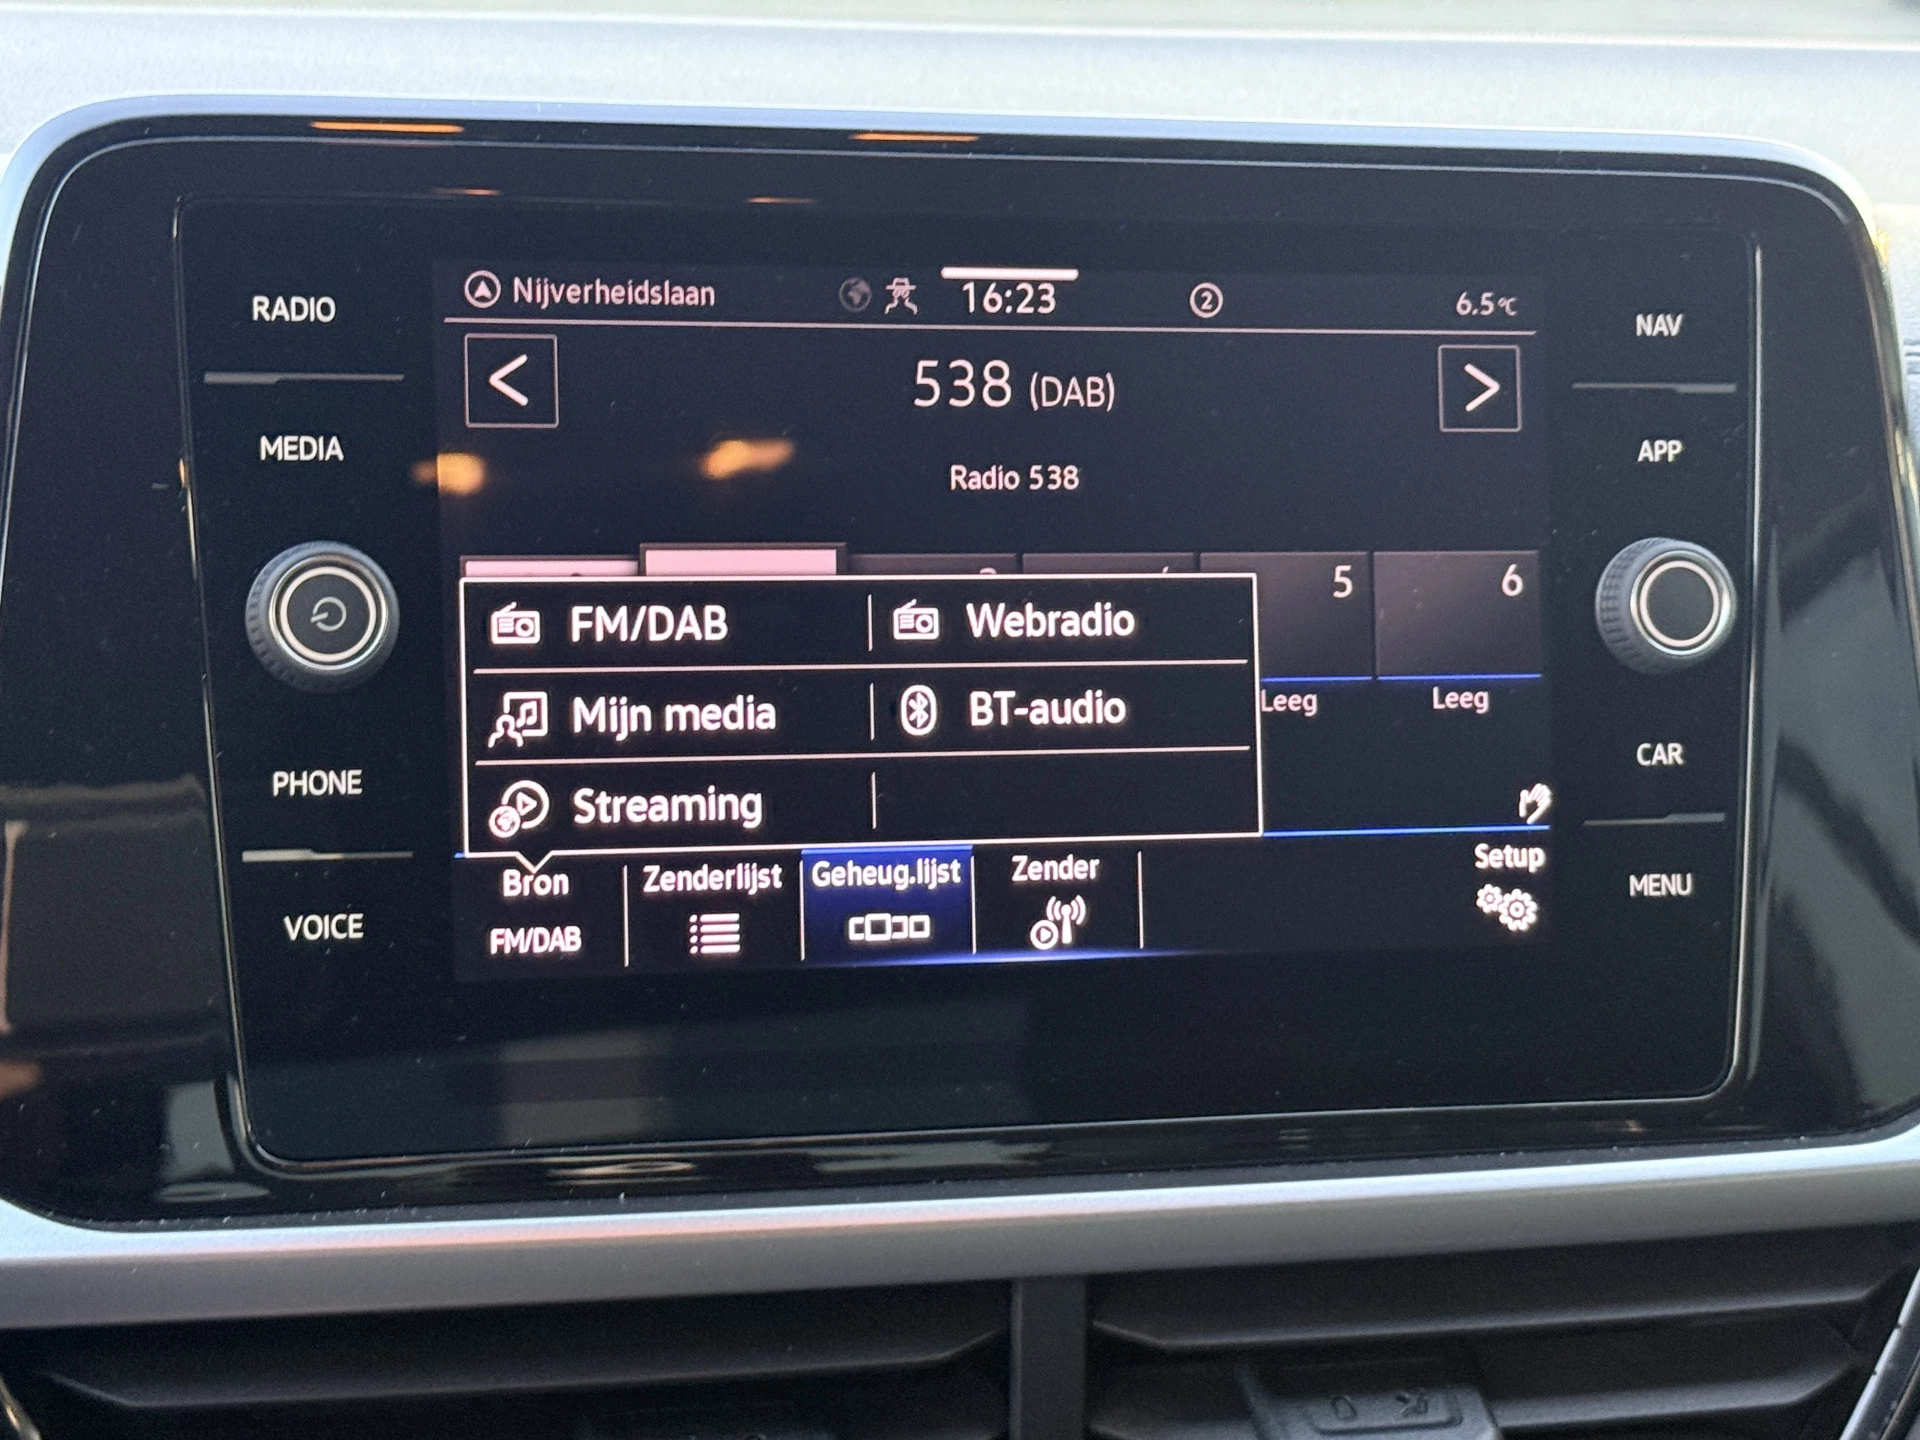 RADIO
MEDIA
PHONE
VOICE
Nijverheidslaan
16:23
2
6.5°C
<
538 (DAB)
>
Radio 538
5
6
FM/DAB
Webradio
Mijn media
BT-audio
Streaming
Leeg
Leeg
Bron
FM/DAB
Zenderlijst
Geheug.lijst
Zender
Setup
NAV
APP
CAR
MENU